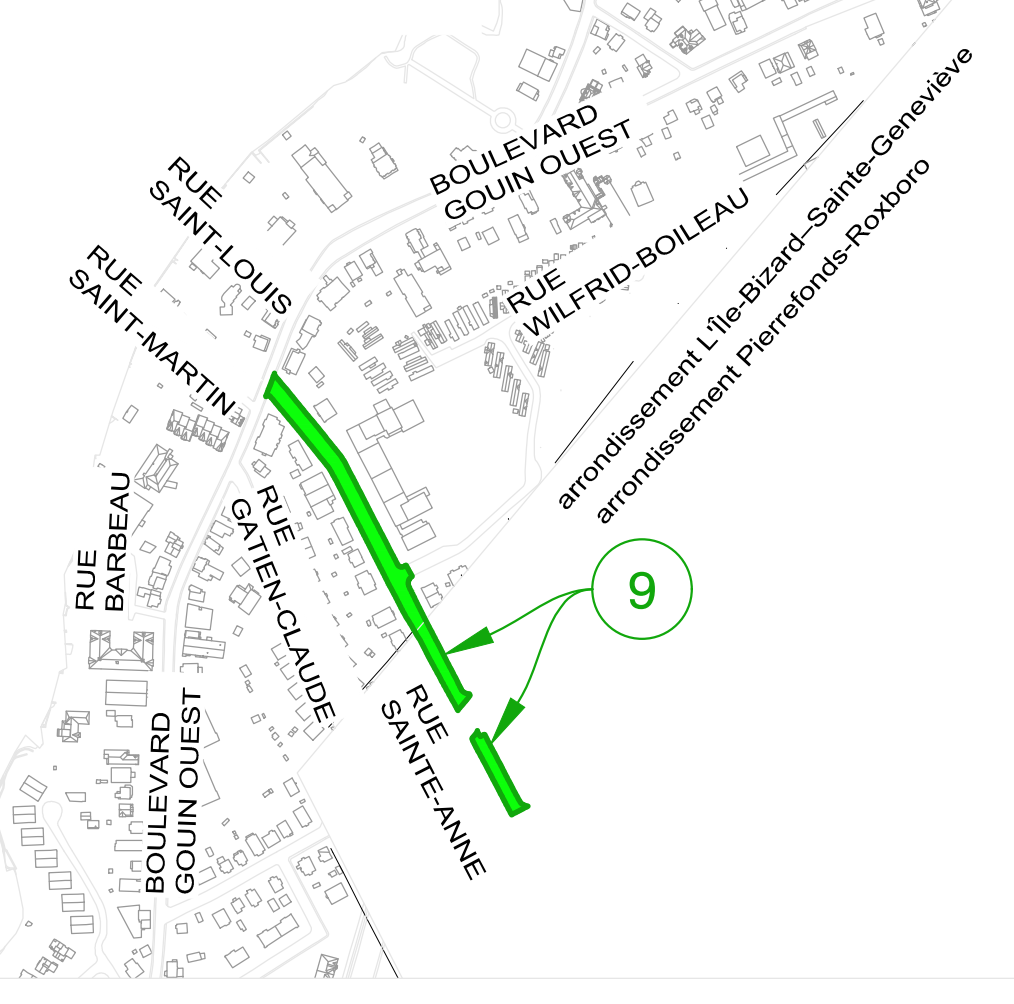 BOULEVARD
GOUIN OUEST
RUE
SAINT-LOUIS
RUE
SAINT-MARTIN
RUE
WILFRID-BOILEAU
arrondissement L'Île-Bizard–Sainte-Geneviève
arrondissement Pierrefonds-Roxboro
RUE
BARBEAU
RUE
GATIEN-CLAUDE
9
RUE
SAINTE-ANNE
BOULEVARD
GOUIN OUEST